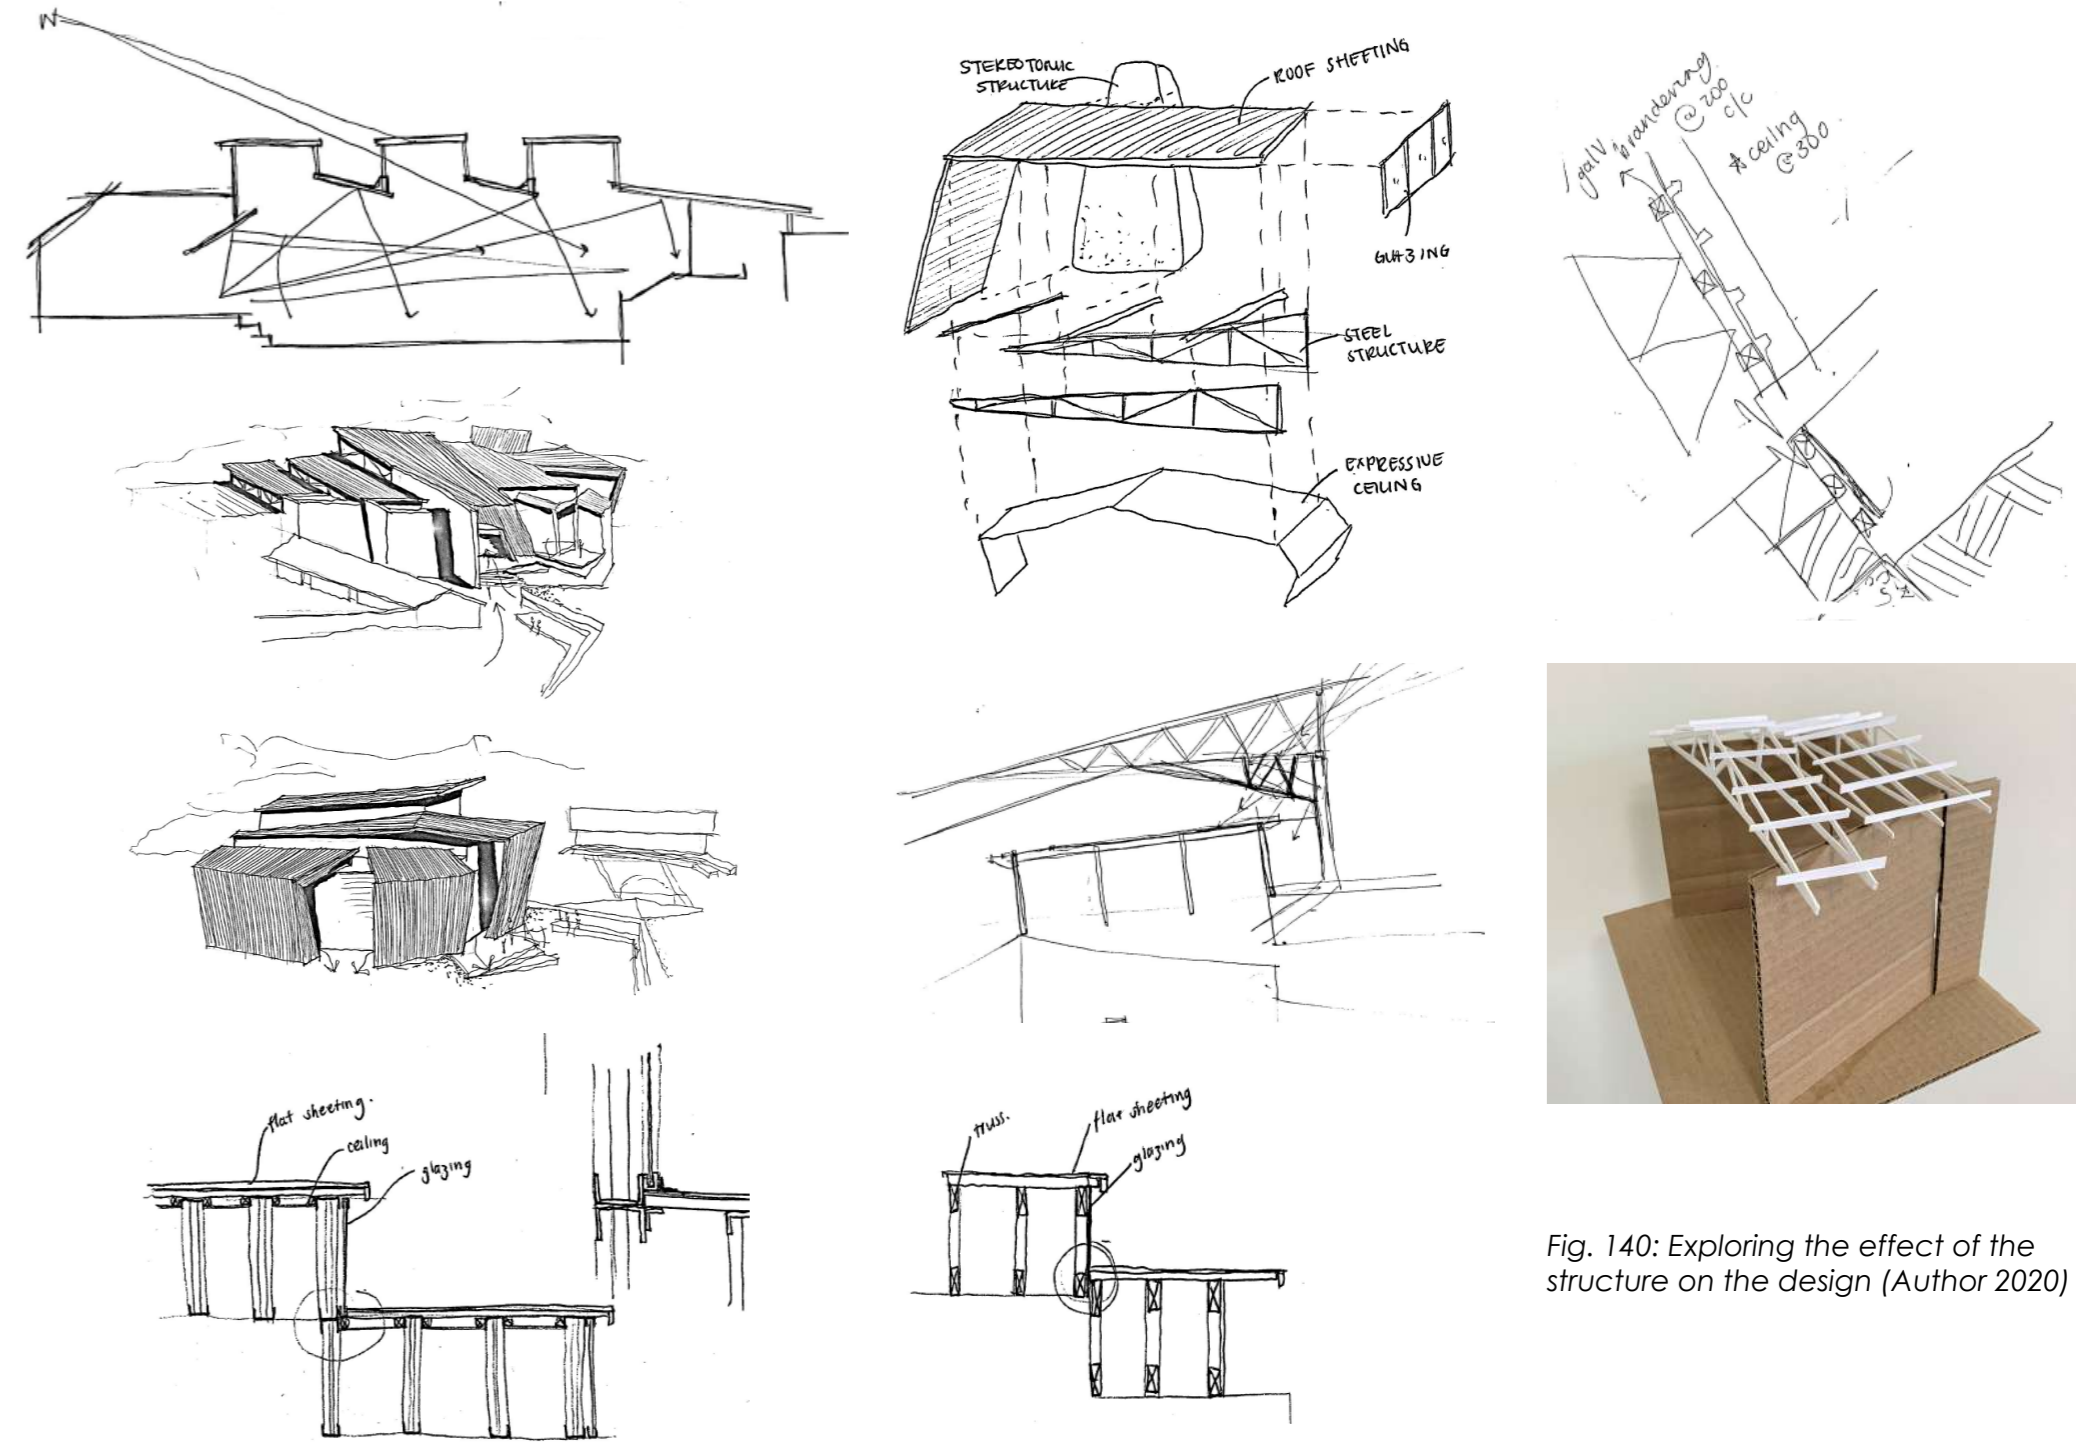 N
STEREOTOMIC
STRUCTURE
ROOF SHEETING
GLAZING
STEEL
STRUCTURE
EXPRESSIVE
CEILING
galv brandering
@ 200
c/c
ceiling
@ 300
flat sheeting.
ceiling
glazing
truss.
flat sheeting
glazing
Fig. 140: Exploring the effect of the
structure on the design (Author 2020)